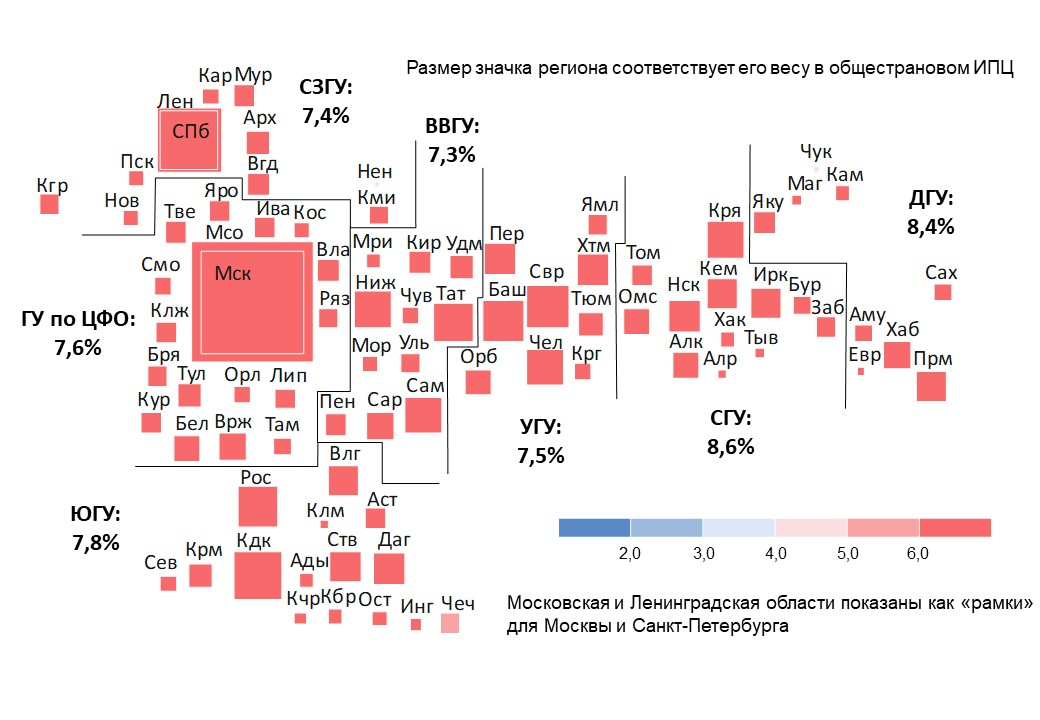 Размер значка региона соответствует его весу в общестрановом ИПЦ
Кар Мур
СЗГУ:
7,4%
Лен
СПб
Арх
ВВГУ:
7,3%
Пск
Вгд
Кгр
Нов
Нен
Кми
Чук
Маг
Кам
ДГУ:
8,4%
Яро
Тве
Ива
Кос
Мсо
Мск
Вла
Смо
Клж
Ряз
ГУ по ЦФО:
7,6%
Бря
Тул
Орл
Лип
Кур
Бел
Врж
Там
Мри
Кир
Удм
Ниж
Чув
Тат
Мор
Уль
Пен
Сар
Сам
Пер
Баш
Свр
Орб
Чел
Крг
Ямл
Хтм
Тюм
Том
Омс
УГУ:
7,5%
Кря
Нск
Кем
Ирк
Хак
Тыв
Алк
Алр
СГУ:
8,6%
Яку
Бур
Заб
Сах
Аму
Хаб
Евр
Прм
ЮГУ:
7,8%
Рос
Влг
Клм
Аст
Сев
Крм
Кдк
Ады
Ств
Даг
Кчр
Кбр
Ост
Инг
Чеч
2,0 3,0 4,0 5,0 6,0
Московская и Ленинградская области показаны как «рамки»
для Москвы и Санкт-Петербурга